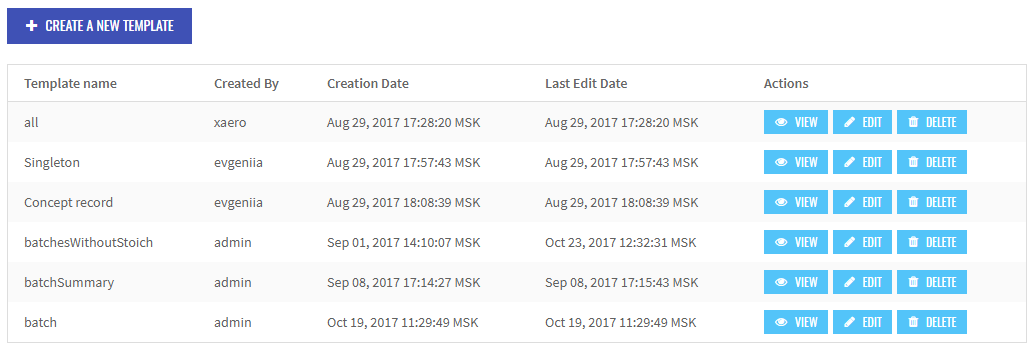 CREATE A NEW TEMPLATE
Template name Created By Creation Date Last Edit Date Actions
all xaero Aug 29, 2017 17:28:20 MSK Aug 29, 2017 17:28:20 MSK VIEW EDIT DELETE
Singleton evgeniia Aug 29, 2017 17:57:43 MSK Aug 29, 2017 17:57:43 MSK VIEW EDIT DELETE
Concept record evgeniia Aug 29, 2017 18:08:39 MSK Aug 29, 2017 18:08:39 MSK VIEW EDIT DELETE
batchesWithoutStoich admin Sep 01, 2017 14:10:07 MSK Oct 23, 2017 12:32:31 MSK VIEW EDIT DELETE
batchSummary admin Sep 08, 2017 17:14:27 MSK Sep 08, 2017 17:15:43 MSK VIEW EDIT DELETE
batch admin Oct 19, 2017 11:29:49 MSK Oct 19, 2017 11:29:49 MSK VIEW EDIT DELETE